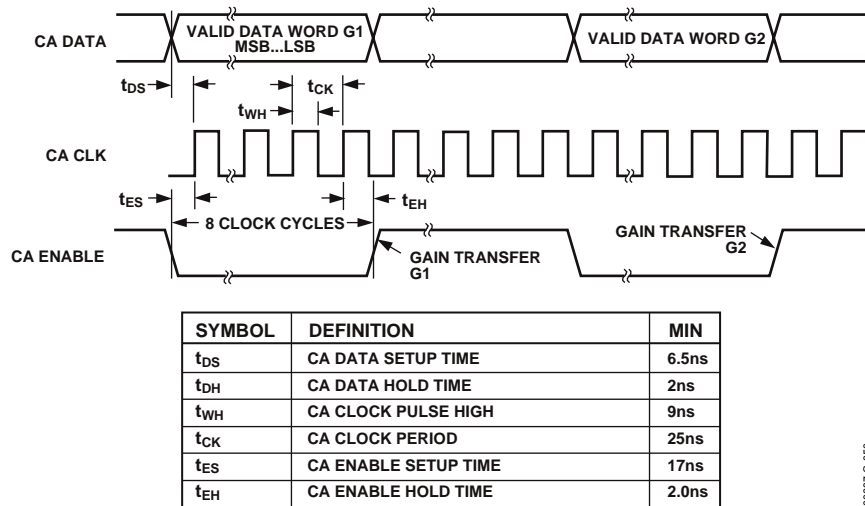 CA DATA
VALID DATA WORD G1
MSB...LSB
VALID DATA WORD G2
tDS
tCK
tWH
CA CLK
tES
tEH
8 CLOCK CYCLES
CA ENABLE
GAIN TRANSFER
G1
GAIN TRANSFER
G2
SYMBOL DEFINITION MIN
tDS CA DATA SETUP TIME 6.5ns
tDH CA DATA HOLD TIME 2ns
tWH CA CLOCK PULSE HIGH 9ns
tCK CA CLOCK PERIOD 25ns
tES CA ENABLE SETUP TIME 17ns
tEH CA ENABLE HOLD TIME 2.0ns